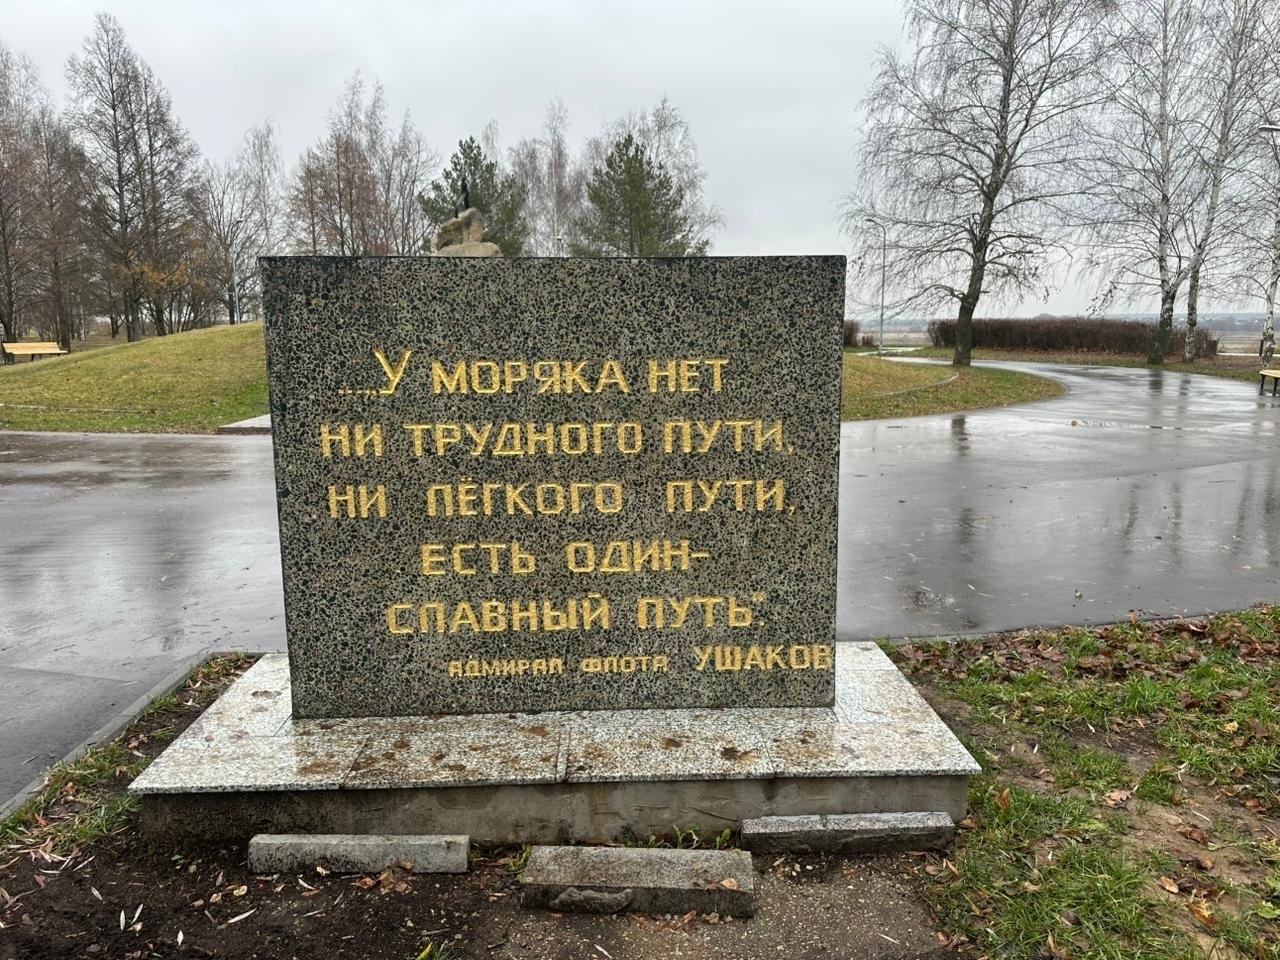 ...„У МОРЯКА НЕТ
НИ ТРУДНОГО ПУТИ,
НИ ЛЁГКОГО ПУТИ,
ЕСТЬ ОДИН-
СЛАВНЫЙ ПУТЬ".
АДМИРАЛ ФЛОТА УШАКОВ